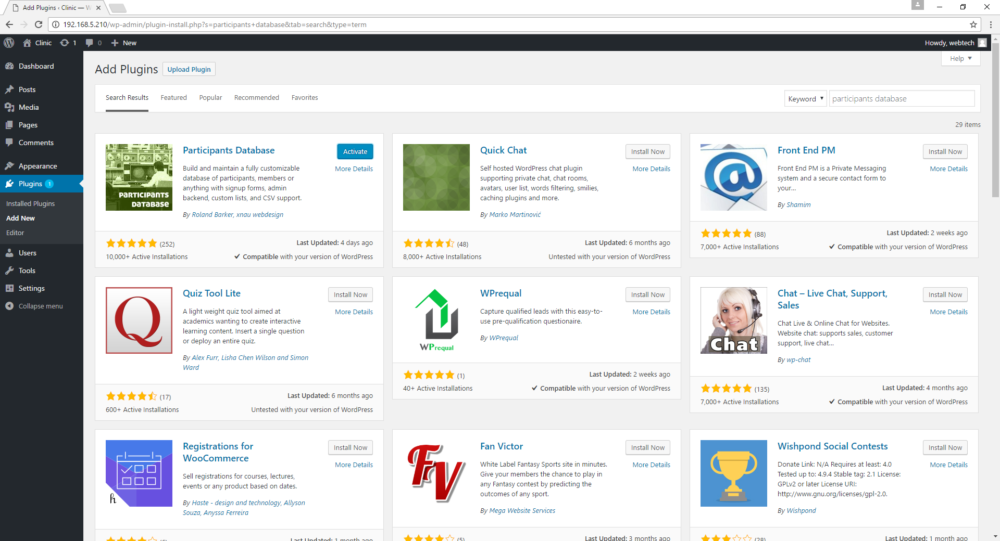 Add Plugins ‹ Clinic — W
192.168.5.210/wp-admin/plugin-install.php?s=participants+database&tab=search&type=term
Clinic 1 0 New
Howdy, webtech
Dashboard
Posts
Media
Pages
Comments
Appearance
Plugins 1
Installed Plugins
Add New
Editor
Users
Tools
Settings
Collapse menu
Help
Add Plugins Upload Plugin
Search Results Featured Popular Recommended Favorites
Keyword participants database
29 items
PARTICIPANTS
DATABASE
Participants Database
Activate
More Details
Build and maintain a fully customizable
database of participants, members or
anything with signup forms, admin
backend, custom lists, and CSV support.
By Roland Barker, xnau webdesign
(252)
Last Updated: 4 days ago
10,000+ Active Installations
Compatible with your version of WordPress
Quick Chat
Install Now
More Details
Self hosted WordPress chat plugin
supporting private chat, chat rooms,
avatars, user list, words filtering, smilies,
caching plugins and more.
By Marko Martinović
(48)
Last Updated: 6 months ago
8,000+ Active Installations
Untested with your version of WordPress
@
Front End PM
Install Now
More Details
Front End PM is a Private Messaging
system and a secure contact form to
your...
By Shamim
(88)
Last Updated: 2 weeks ago
7,000+ Active Installations
Compatible with your version of WordPress
Q
Quiz Tool Lite
Install Now
More Details
A light weight quiz tool aimed at
academics wanting to create interactive
learning content. Insert a single question
or deploy an entire quiz.
By Alex Furr, Lisha Chen Wilson and Simon
Ward
(17)
Last Updated: 6 months ago
600+ Active Installations
Untested with your version of WordPress
WPrequal
WPrequal
Install Now
More Details
Capture qualified leads with this easy-to-
use pre-qualification questionaire.
By WPrequal
(1)
Last Updated: 2 weeks ago
40+ Active Installations
Compatible with your version of WordPress
Chat
Chat – Live Chat, Support,
Sales
Install Now
More Details
Chat Live & Online Chat for Websites.
Website chat: supports sales, customer
support, live chat...
By wp-chat
(135)
Last Updated: 4 months ago
7,000+ Active Installations
Compatible with your version of WordPress
h
Registrations for
WooCommerce
Install Now
More Details
Sell registrations for courses, lectures,
events or any product based on dates.
By Haste - design and technology, Allyson
Souza, Anyssa Ferreira
(6)
Last Updated: 1 month ago
FV
Fan Victor
Install Now
More Details
White Label Fantasy Sports site in minutes.
Give your members the chance to play in
any Fantasy contest by predicting the
outcomes of any sport.
By Mega Website Services
(5)
Last Updated: 3 months ago
Wishpond Social Contests
Install Now
More Details
Donate Link: N/A Requires at least: 4.0
Tested up to: 4.9.4 Stable tag: 2.1 License:
GPLv2 or later License URI:
http://www.gnu.org/licenses/gpl-2.0.
By Wishpond
(28)
Last Updated: 1 month ago